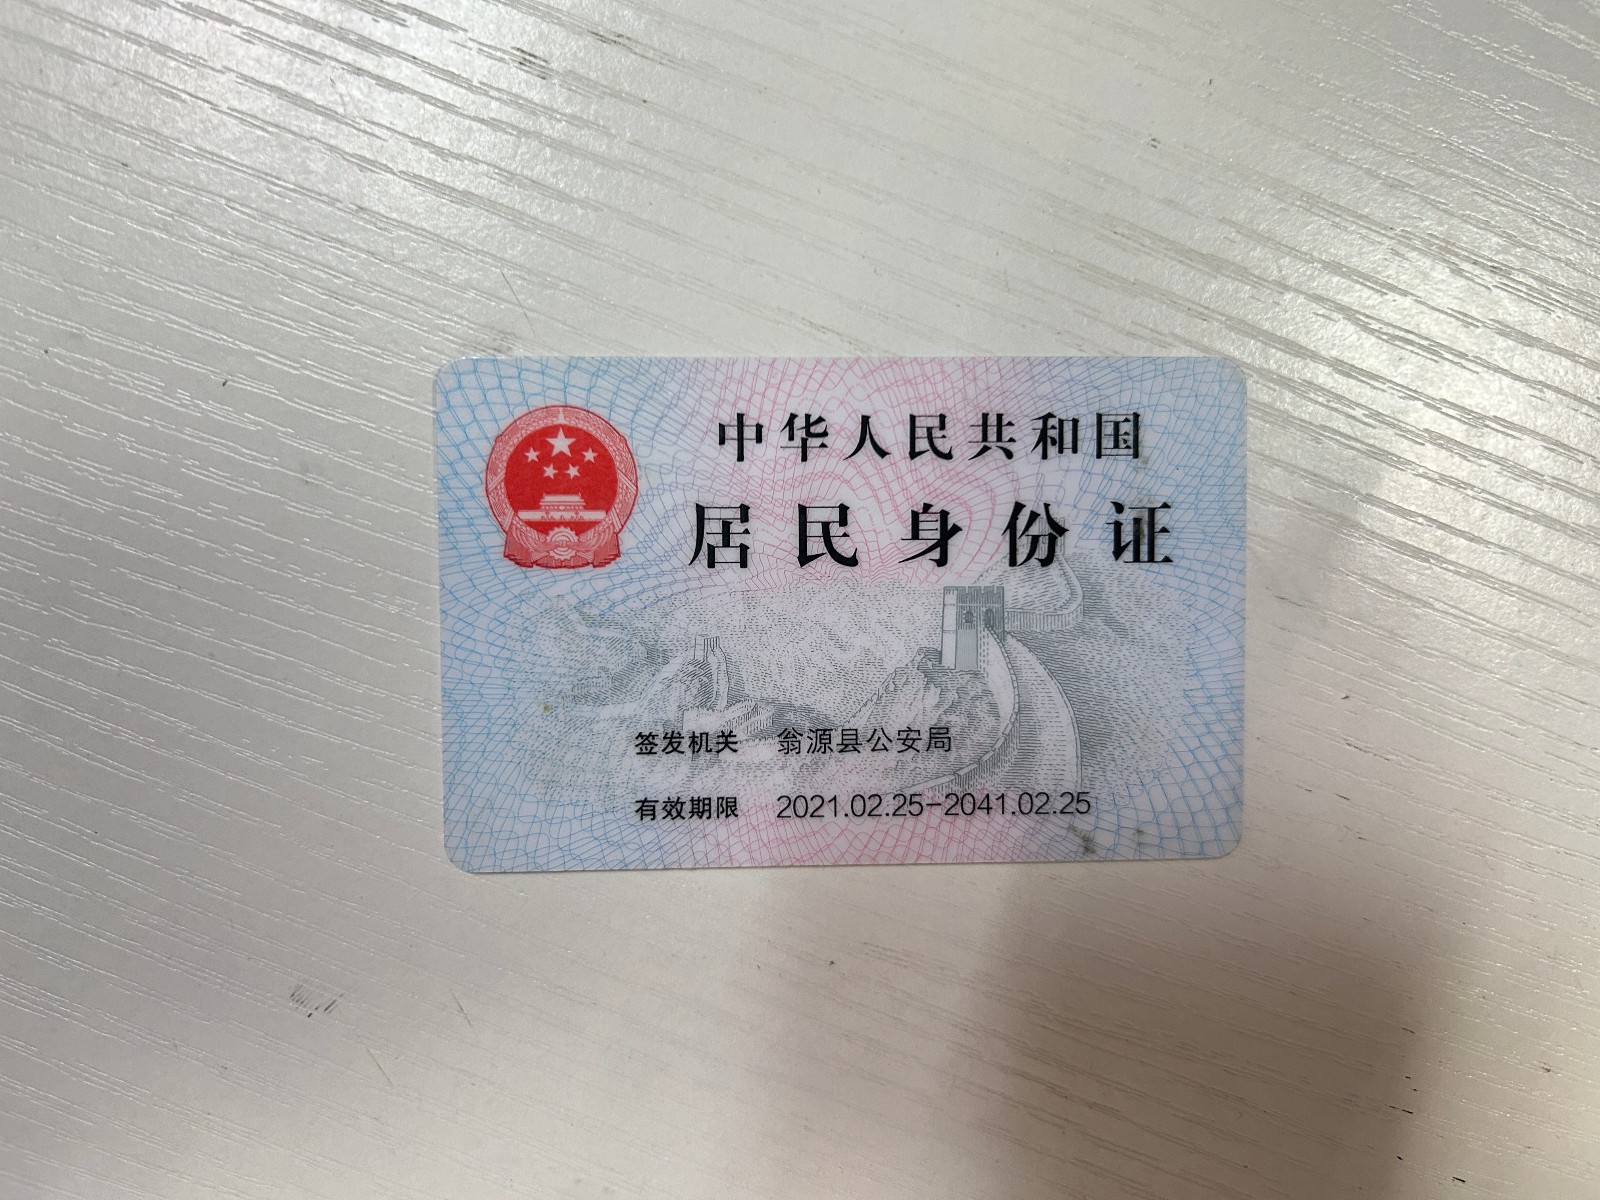 中华人民共和国
居民身份证
签发机关 翁源县公安局
有效期限 2021.02.25-2041.02.25